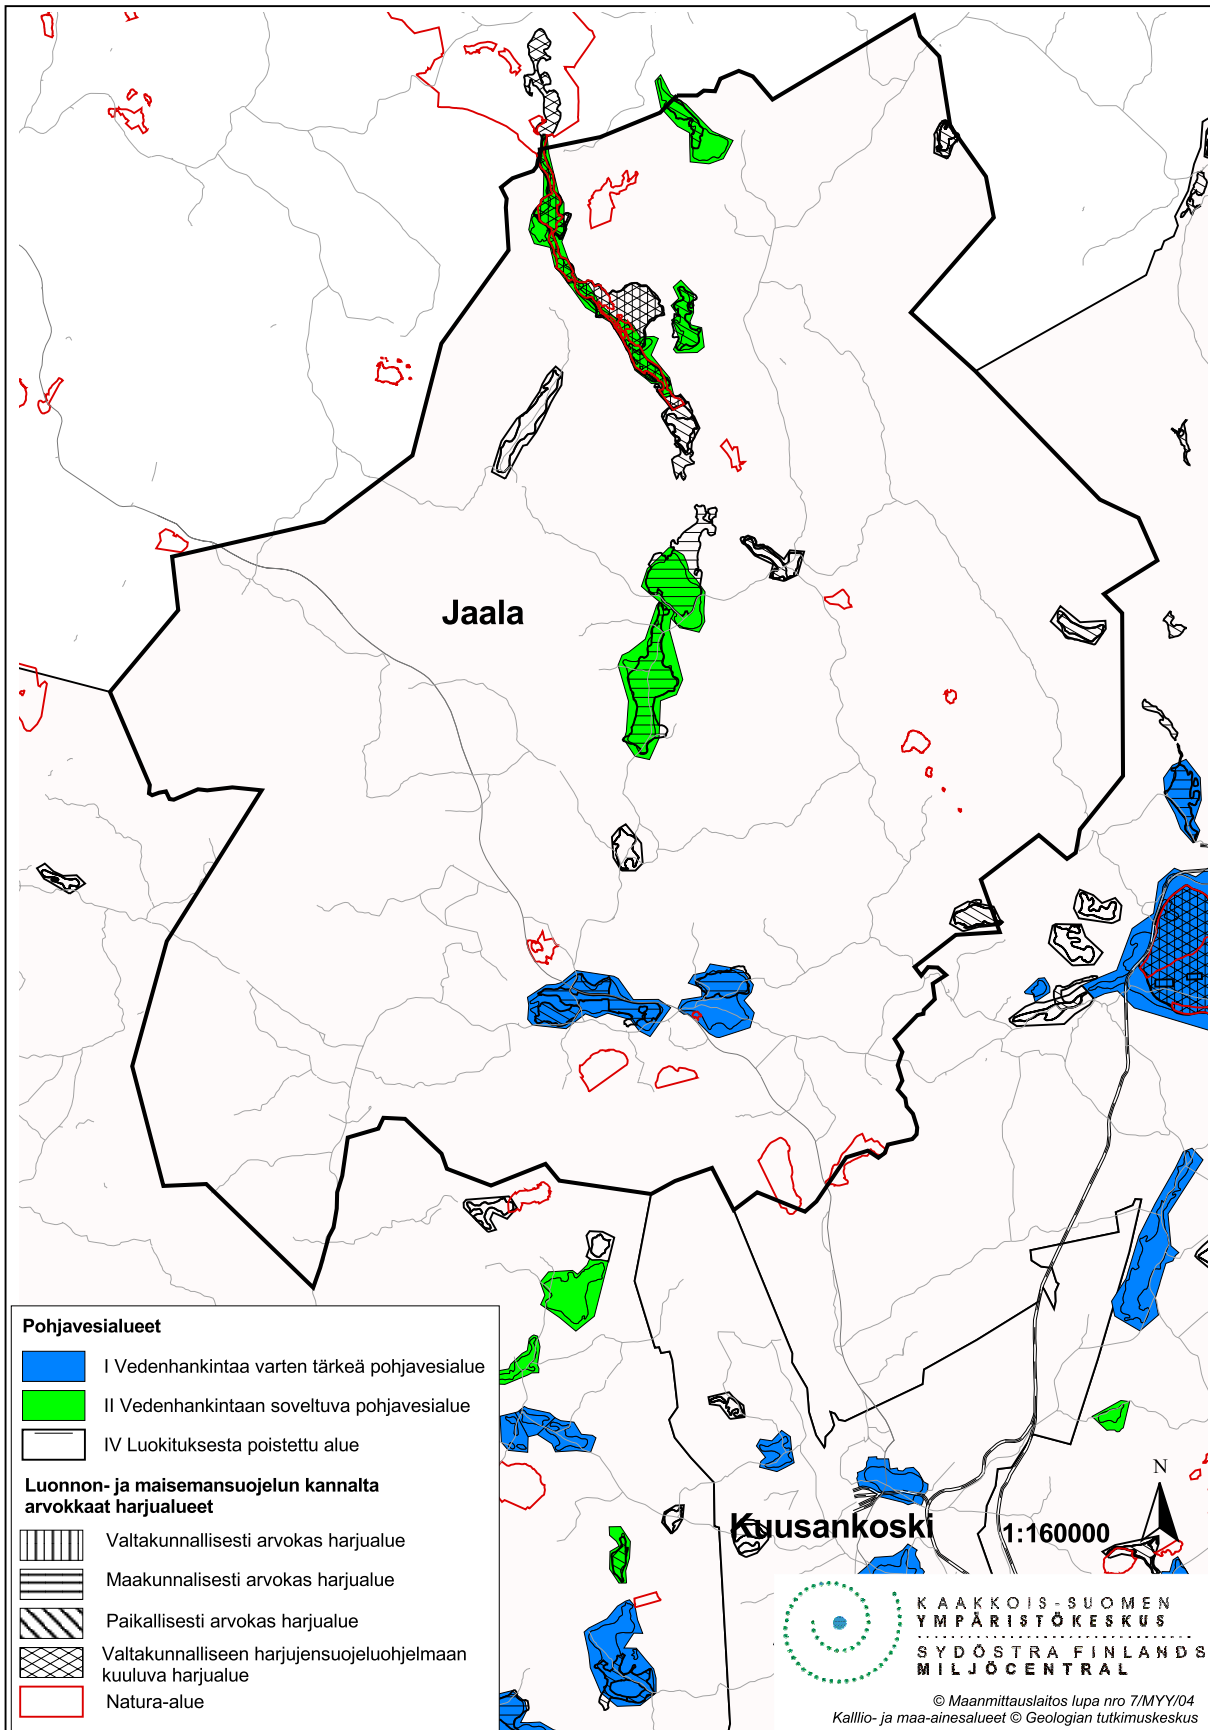 Jaala
Pohjavesialueet
I Vedenhankintaa varten tärkeä pohjavesialue
II Vedenhankintaan soveltuva pohjavesialue
IV Luokituksesta poistettu alue
Luonnon- ja maisemansuojelun kannalta
arvokkaat harjualueet
Valtakunnallisesti arvokas harjualue
Maakunnalisesti arvokas harjualue
Paikallisesti arvokas harjualue
Valtakunnalliseen harjujensuojeluohjelmaan
kuuluva harjualue
Natura-alue
N
Kuusankoski
1:160000
KAAKKOIS-SUOMEN
YMPÄRISTÖKESKUS
SYDÖSTRA FINLANDS
MILJÖCENTRAL
© Maanmittauslaitos lupa nro 7/MYY/04
Kalllio- ja maa-ainesalueet © Geologian tutkimuskeskus